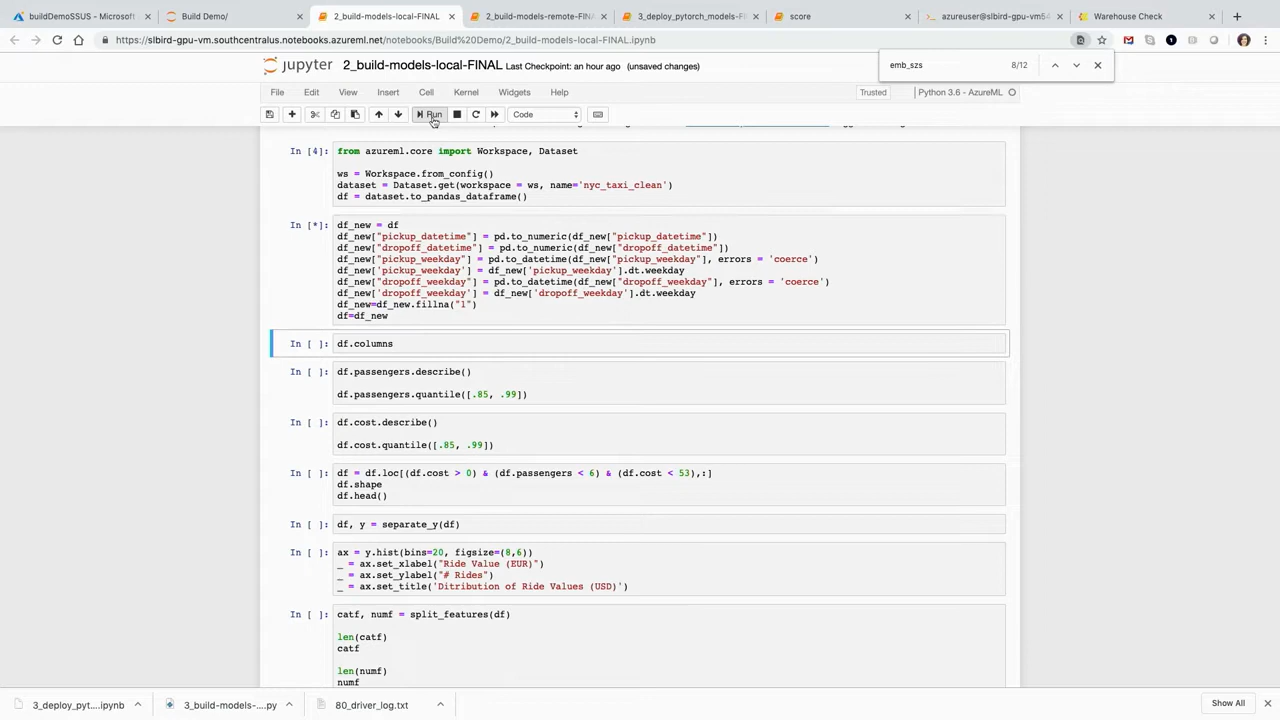 buildDemoSSUS - Microsoft
Build Demo/
2_build-models-local-FINAL
2_build-models-remote-FINAL
3_deploy_pytorch_models-F
score
azureuser@slbird-gpu-vm54
Warehouse Check
https://slbird-gpu-vm.southcentralus.notebooks.azureml.net/notebooks/Build%20Demo/2_build-models-local-FINAL.ipynb
emb_szs 8/12
jupyter 2_build-models-local-FINAL Last Checkpoint: an hour ago (unsaved changes)
File Edit View Insert Cell Kernel Widgets Help
Trusted Python 3.6 - AzureML
Run Code
In [4]: from azureml.core import Workspace, Dataset
ws = Workspace.from_config()
dataset = Dataset.get(workspace = ws, name='nyc_taxi_clean')
df = dataset.to_pandas_dataframe()
In [*]: df_new = df
df_new["pickup_datetime"] = pd.to_numeric(df_new["pickup_datetime"])
df_new["dropoff_datetime"] = pd.to_numeric(df_new["dropoff_datetime"])
df_new["pickup_weekday"] = pd.to_datetime(df_new["pickup_weekday"], errors = 'coerce')
df_new['pickup_weekday'] = df_new['pickup_weekday'].dt.weekday
df_new["dropoff_weekday"] = pd.to_datetime(df_new["dropoff_weekday"], errors = 'coerce')
df_new['dropoff_weekday'] = df_new['dropoff_weekday'].dt.weekday
df_new=df_new.fillna("1")
df=df_new
In [ ]: df.columns
In [ ]: df.passengers.describe()
df.passengers.quantile([.85, .99])
In [ ]: df.cost.describe()
df.cost.quantile([.85, .99])
In [ ]: df = df.loc[(df.cost > 0) & (df.passengers < 6) & (df.cost < 53),:]
df.shape
df.head()
In [ ]: df, y = separate_y(df)
In [ ]: ax = y.hist(bins=20, figsize=(8,6))
_ = ax.set_xlabel("Ride Value (EUR)")
_ = ax.set_ylabel("# Rides")
_ = ax.set_title('Ditribution of Ride Values (USD)')
In [ ]: catf, numf = split_features(df)
len(catf)
catf
len(numf)
numf
3_deploy_pyt....ipynb
3_build-models-....py
80_driver_log.txt
Show All